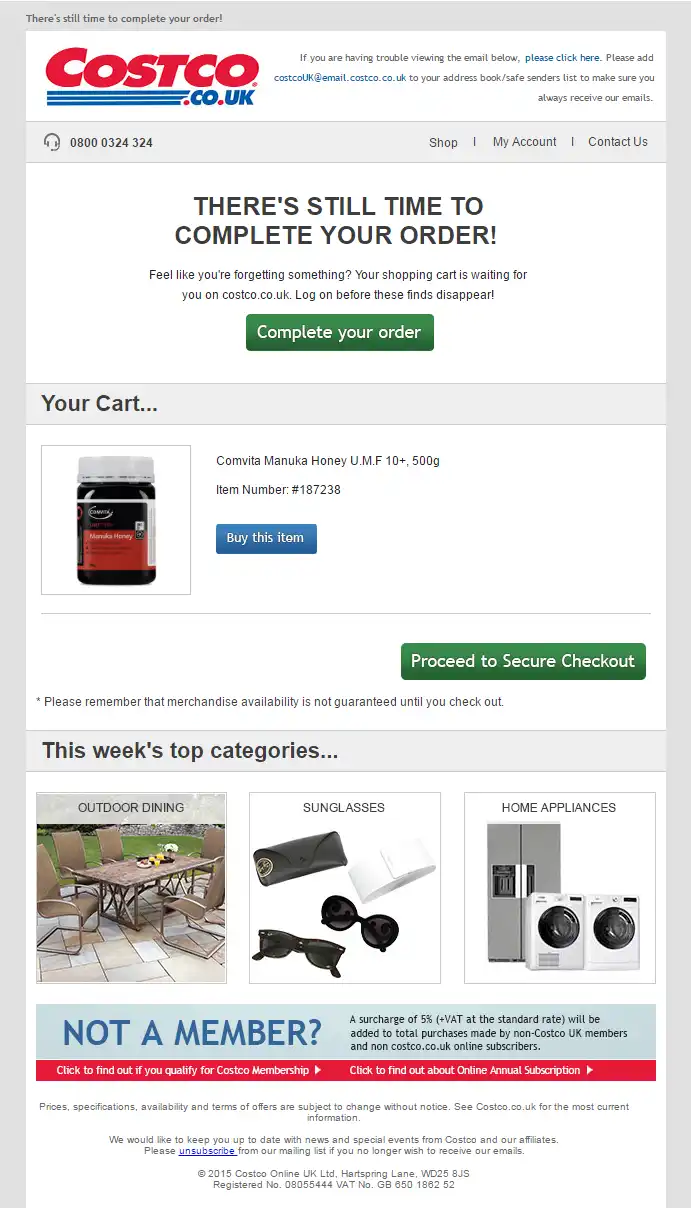 There's still time to complete your order!
COSTCO
.CO.UK
If you are having trouble viewing the email below, please click here. Please add
costcoUK@email.costco.co.uk to your address book/safe senders list to make sure you
always receive our emails.
0800 0324 324
Shop | My Account | Contact Us
THERE'S STILL TIME TO
COMPLETE YOUR ORDER!
Feel like you're forgetting something? Your shopping cart is waiting for
you on costco.co.uk. Log on before these finds disappear!
Complete your order
Your Cart...
COMVITA
Manuka Honey
Comvita Manuka Honey U.M.F 10+, 500g
Item Number: #187238
Buy this item
Proceed to Secure Checkout
* Please remember that merchandise availability is not guaranteed until you check out.
This week's top categories...
OUTDOOR DINING
SUNGLASSES
HOME APPLIANCES
NOT A MEMBER?
A surcharge of 5% (+VAT at the standard rate) will be
added to total purchases made by non-Costco UK members
and non costco.co.uk online subscribers.
Click to find out if you qualify for Costco Membership
Click to find out about Online Annual Subscription
Prices, specifications, availability and terms of offers are subject to change without notice. See Costco.co.uk for the most current
information.
We would like to keep you up to date with news and special events from Costco and our affiliates.
Please unsubscribe from our mailing list if you no longer wish to receive our emails.
© 2015 Costco Online UK Ltd, Hartspring Lane, WD25 8JS
Registered No. 08055444 VAT No. GB 650 1862 52